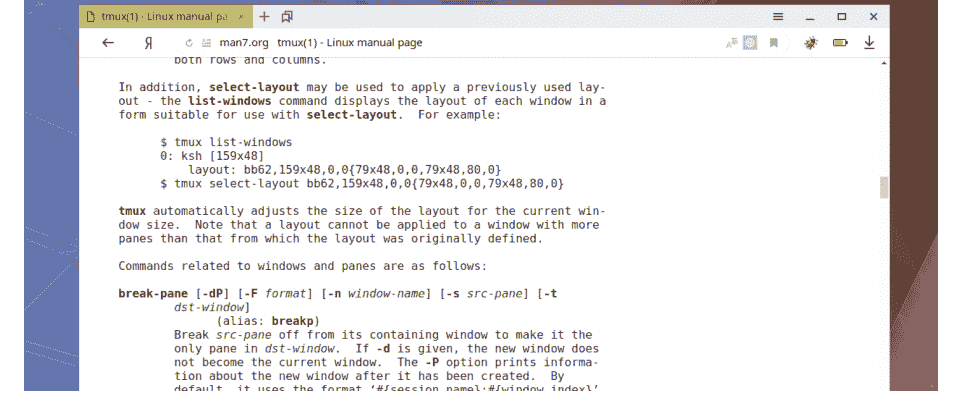 tmux(1) - Linux manual pa
Я
man7.org tmux(1) - Linux manual page
both rows and columns.
In addition, select-layout may be used to apply a previously used lay-
out - the list-windows command displays the layout of each window in a
form suitable for use with select-layout. For example:
$ tmux list-windows
0: ksh [159x48]
layout: bb62,159x48,0,0{79x48,0,0,79x48,80,0}
$ tmux select-layout bb62,159x48,0,0{79x48,0,0,79x48,80,0}
tmux automatically adjusts the size of the layout for the current win-
dow size. Note that a layout cannot be applied to a window with more
panes than that from which the layout was originally defined.
Commands related to windows and panes are as follows:
break-pane [-dP] [-F format] [-n window-name] [-s src-pane] [-t
dst-window]
(alias: breakp)
Break src-pane off from its containing window to make it the
only pane in dst-window. If -d is given, the new window does
not become the current window. The -P option prints informa-
tion about the new window after it has been created. By
default, it uses the format ‘#{session_name}:#{window_index}’